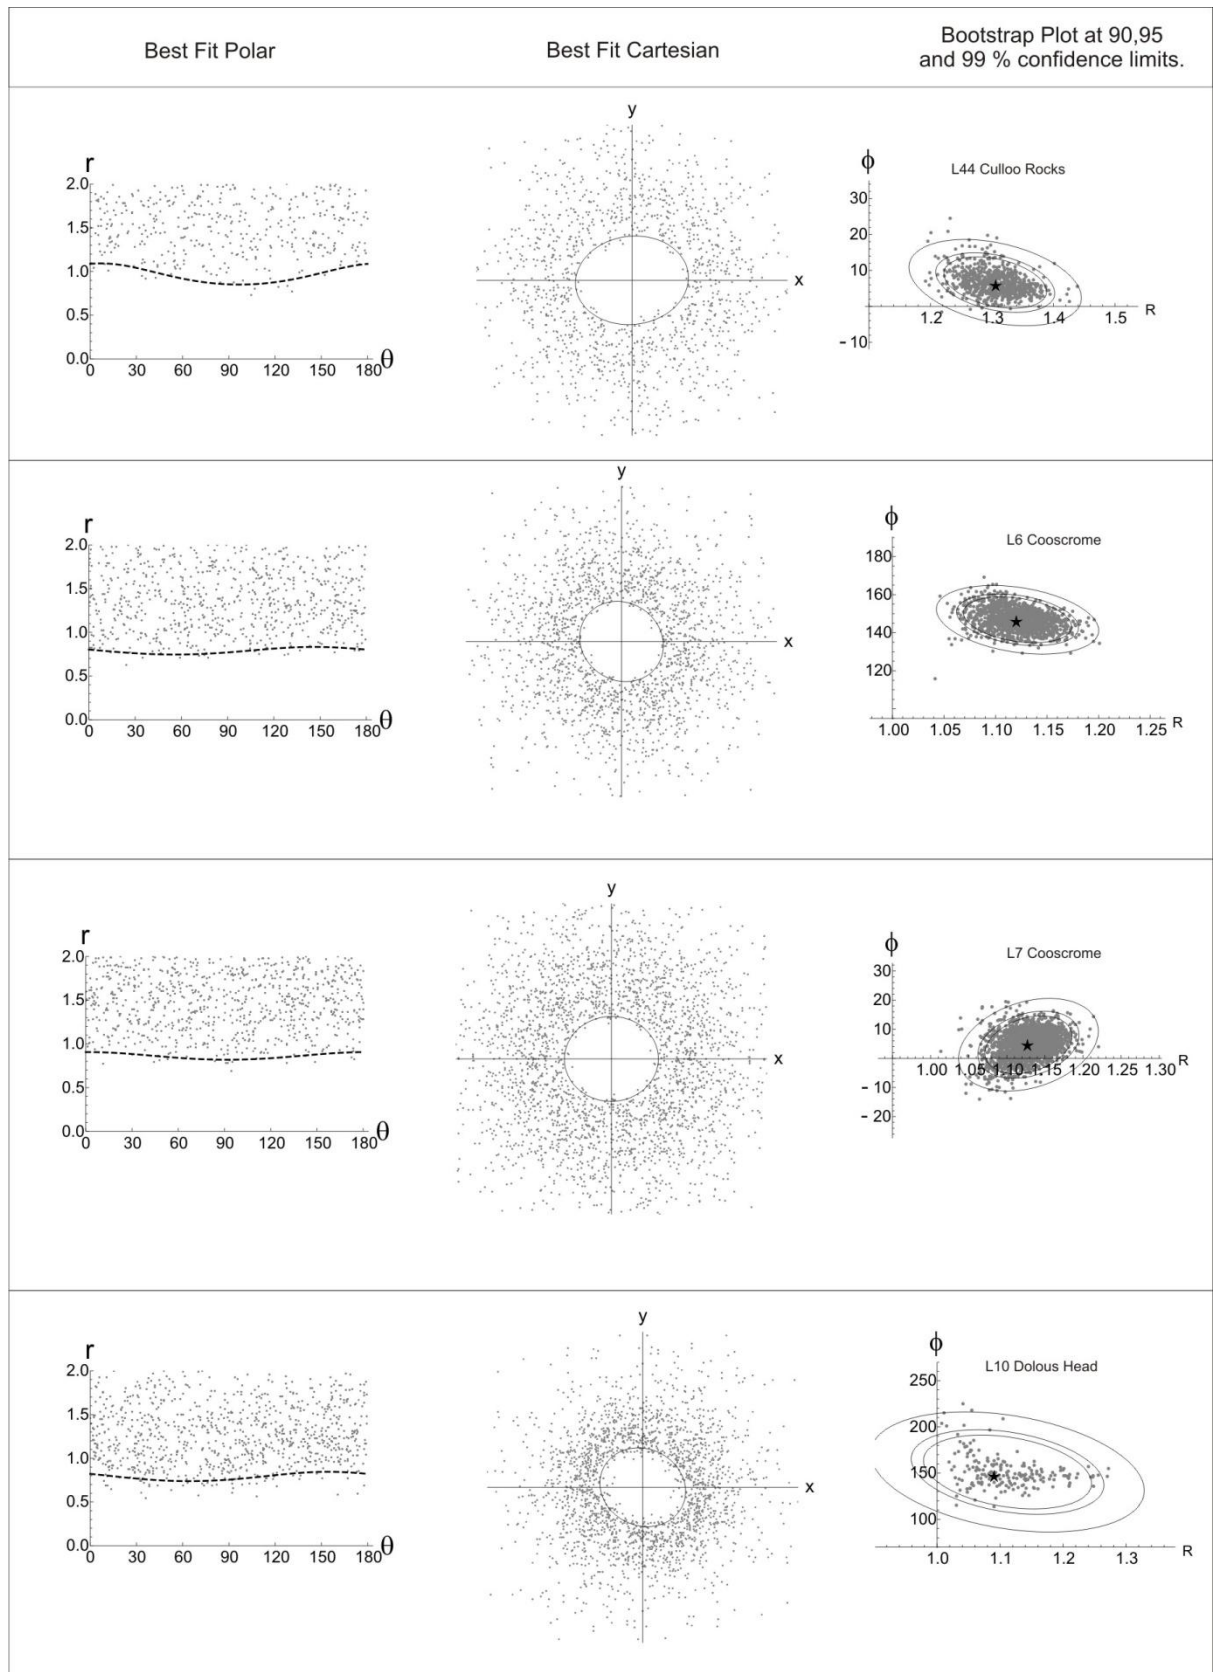 Best Fit Polar
Best Fit Cartesian
Bootstrap Plot at 90,95
and 99 % confidence limits.
r
2.0
1.5
1.0
0.5
0.0
0 30 60 90 120 150 180 θ
y
x
ϕ
L44 Culloo Rocks
30
20
10
1.2 1.3 1.4 1.5 R
- 10
r
2.0
1.5
1.0
0.5
0.0
0 30 60 90 120 150 180 θ
y
x
ϕ
L6 Cooscrome
180
160
140
120
1.00 1.05 1.10 1.15 1.20 1.25 R
r
2.0
1.5
1.0
0.5
0.0
0 30 60 90 120 150 180 θ
y
x
ϕ
L7 Cooscrome
30
20
10
1.00 1.05 1.10 1.15 1.20 1.25 1.30 R
- 10
- 20
r
2.0
1.5
1.0
0.5
0.0
0 30 60 90 120 150 180 θ
y
x
ϕ
L10 Dolous Head
250
200
150
100
1.0 1.1 1.2 1.3 R